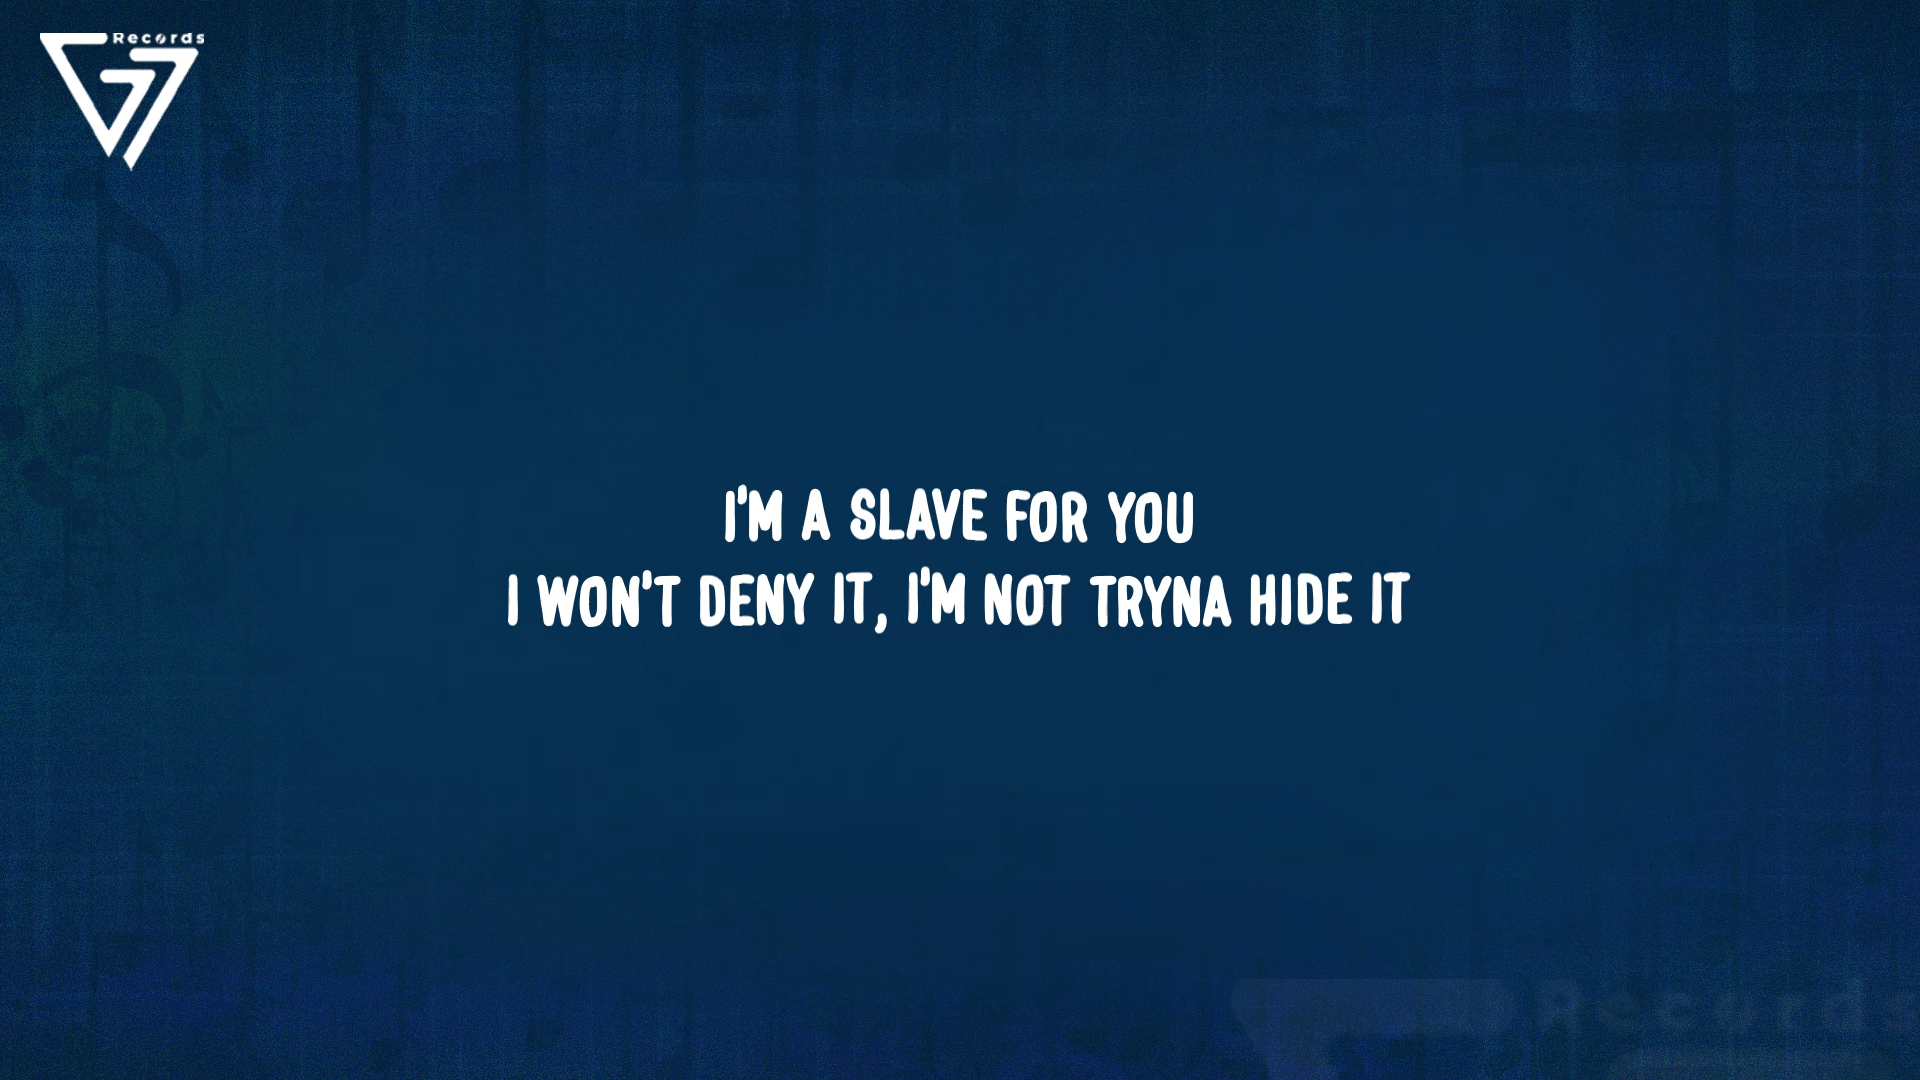 Records
I'M A SLAVE FOR YOU
I WON'T DENY IT, I'M NOT TRYNA HIDE IT
Records